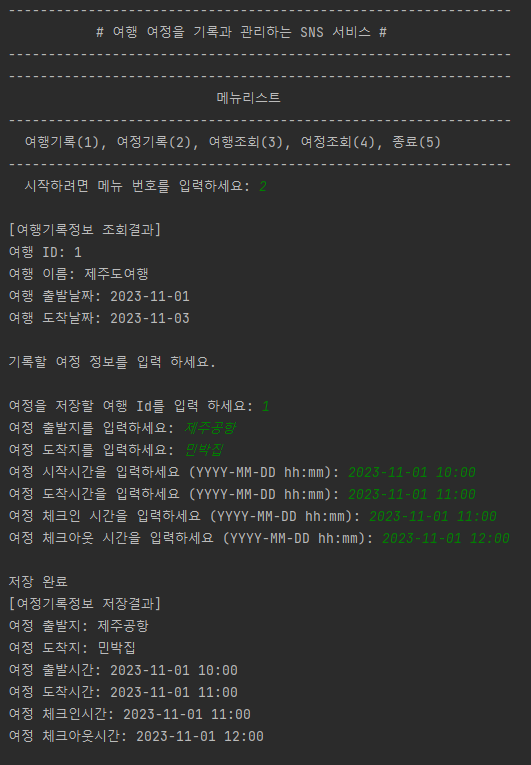 ---------------------------------------------------------------
# 여행 여정을 기록과 관리하는 SNS 서비스 #
---------------------------------------------------------------
---------------------------------------------------------------
메뉴리스트
---------------------------------------------------------------
여행기록(1), 여정기록(2), 여행조회(3), 여정조회(4), 종료(5)
---------------------------------------------------------------
시작하려면 메뉴 번호를 입력하세요: 2
[여행기록정보 조회결과]
여행 ID: 1
여행 이름: 제주도여행
여행 출발날짜: 2023-11-01
여행 도착날짜: 2023-11-03
기록할 여정 정보를 입력 하세요.
여정을 저장할 여행 Id를 입력 하세요: 1
여정 출발지를 입력하세요: 제주공항
여정 도착지를 입력하세요: 민박집
여정 시작시간을 입력하세요 (YYYY-MM-DD hh:mm): 2023-11-01 10:00
여정 도착시간을 입력하세요 (YYYY-MM-DD hh:mm): 2023-11-01 11:00
여정 체크인 시간을 입력하세요 (YYYY-MM-DD hh:mm): 2023-11-01 11:00
여정 체크아웃 시간을 입력하세요 (YYYY-MM-DD hh:mm): 2023-11-01 12:00
저장 완료
[여정기록정보 저장결과]
여정 출발지: 제주공항
여정 도착지: 민박집
여정 출발시간: 2023-11-01 10:00
여정 도착시간: 2023-11-01 11:00
여정 체크인시간: 2023-11-01 11:00
여정 체크아웃시간: 2023-11-01 12:00